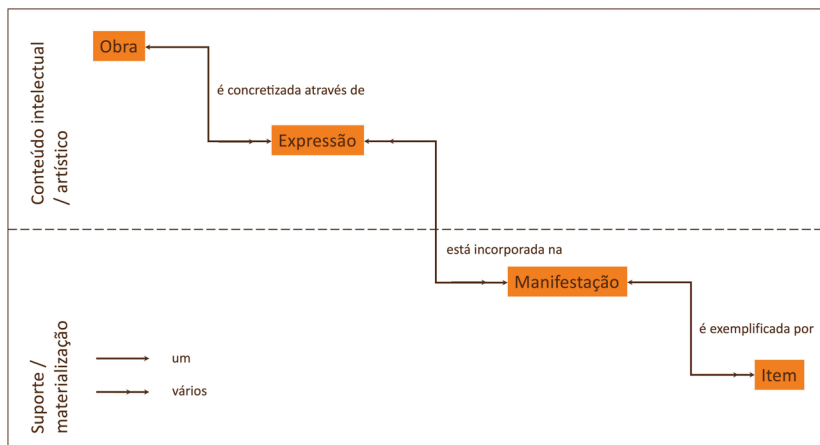 Conteúdo intelectual
/ artístico
Obra
é concretizada através de
Expressão
está incorporada na
Manifestação
é exemplificada por
Item
Suporte /
materialização
um
vários